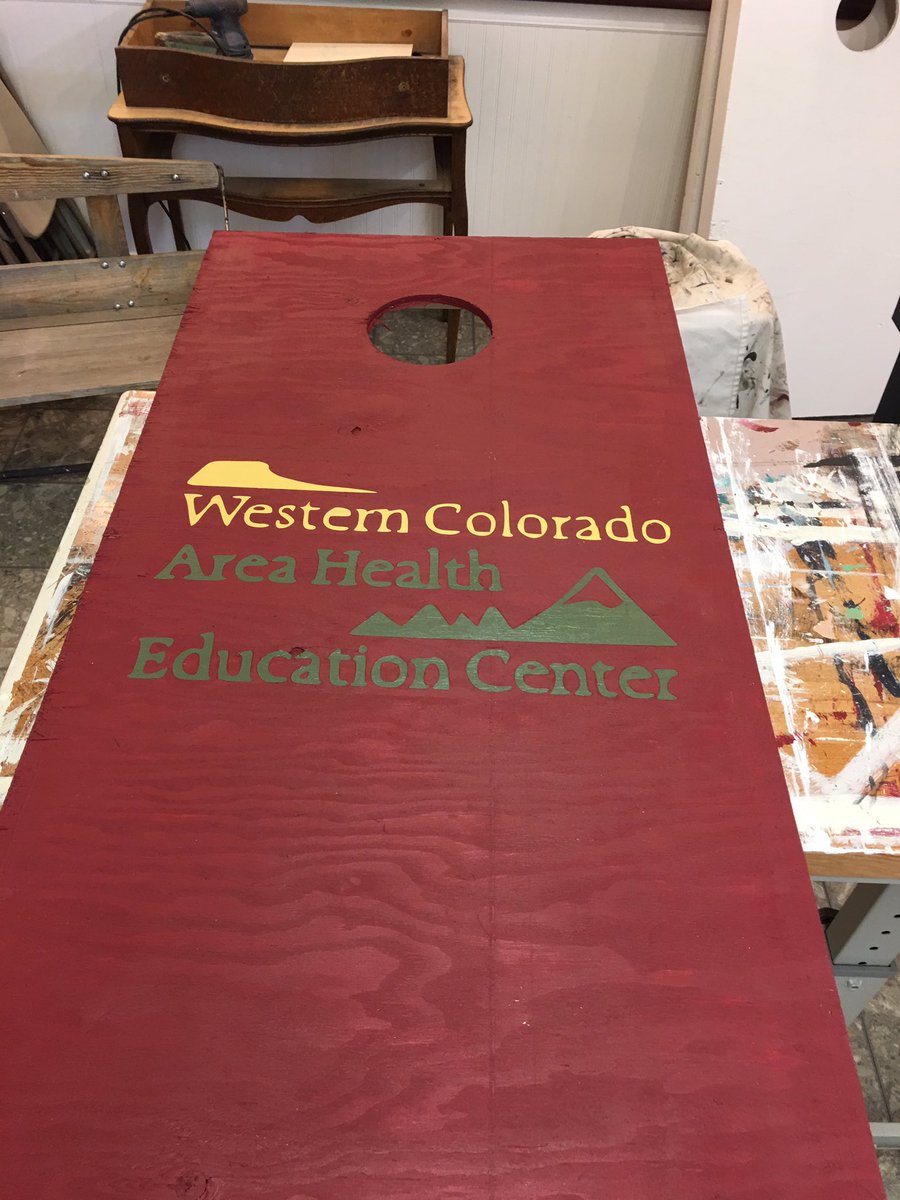 Western Colorado
Area Health
Education Center